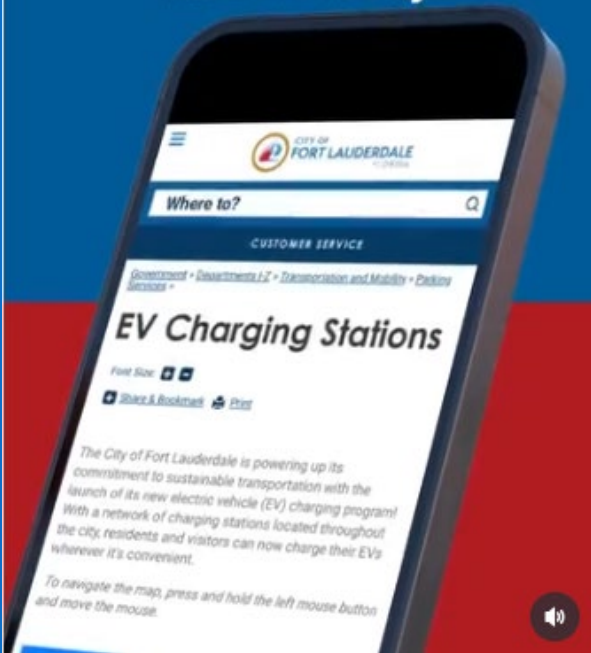 CITY OF
FORT LAUDERDALE
Where to?
CUSTOMER SERVICE
Government » Departments I-Z » Transportation and Mobility » Parking
Services »
EV Charging Stations
Font Size: + -
+ Share & Bookmark Print
The City of Fort Lauderdale is powering up its
commitment to sustainable transportation with the
launch of its new electric vehicle (EV) charging program!
With a network of charging stations located throughout
the city, residents and visitors can now charge their EVs
wherever it's convenient.
To navigate the map, press and hold the left mouse button
and move the mouse.